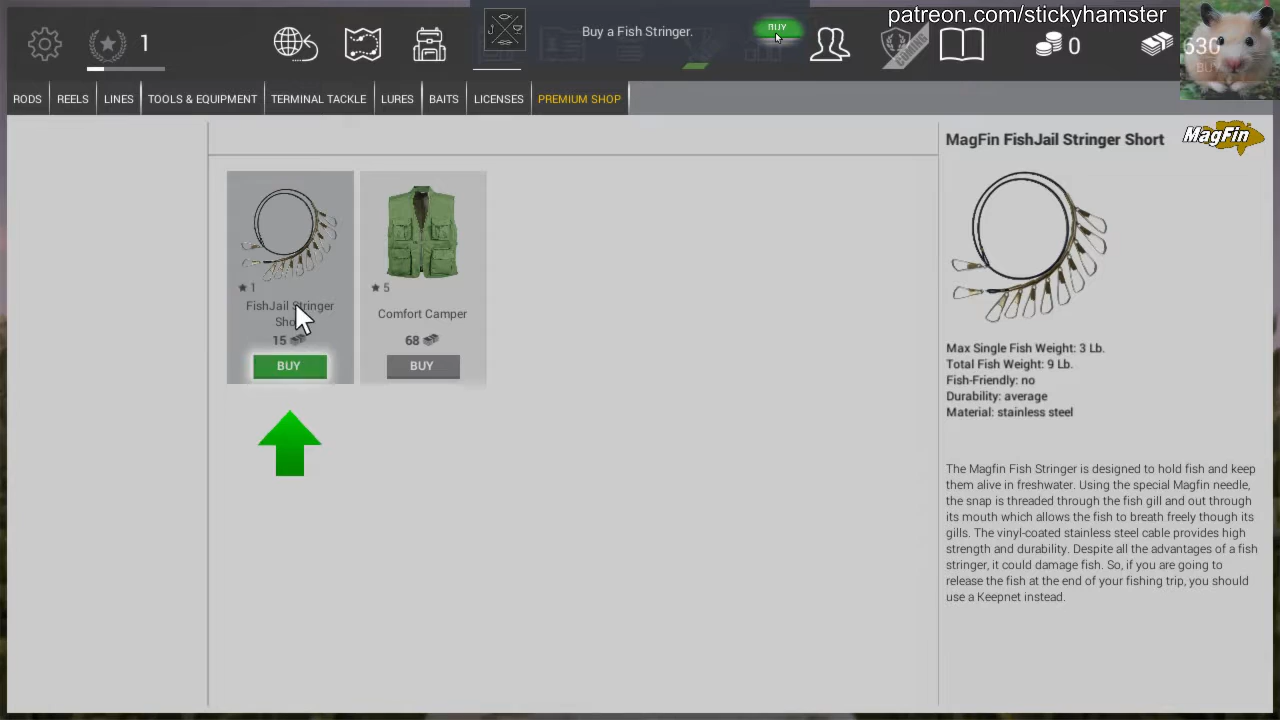 patreon.com/stickyhamster
1
Buy a Fish Stringer.
BUY
0
630
BUY
RODS
REELS
LINES
TOOLS & EQUIPMENT
TERMINAL TACKLE
LURES
BAITS
LICENSES
PREMIUM SHOP
1
FishJail Stringer
15
BUY
5
Comfort Camper
68
BUY
MagFin FishJail Stringer Short
MagFin
Max Single Fish Weight: 3 Lb.
Total Fish Weight: 9 Lb.
Fish-Friendly: no
Durability: average
Material: stainless steel
The Magfin Fish Stringer is designed to hold fish and keep
them alive in freshwater. Using the special Magfin needle,
the snap is threaded through the fish gill and out through
its mouth which allows the fish to breath freely though its
gills. The vinyl-coated stainless steel cable provides high
strength and durability. Despite all the advantages of a fish
stringer, it could damage fish. So, if you are going to
release the fish at the end of your fishing trip, you should
use a Keepnet instead.